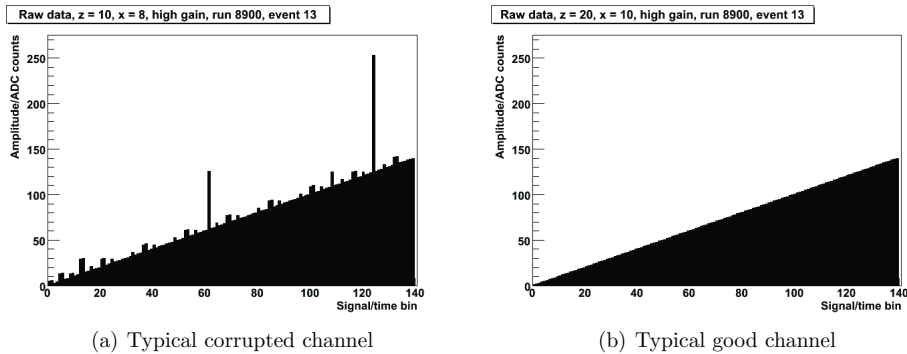 Raw data, z = 10, x = 8, high gain, run 8900, event 13
Amplitude/ADC counts
250
200
150
100
50
0
0 20 40 60 80 100 120 140
Signal/time bin
(a) Typical corrupted channel
Raw data, z = 20, x = 10, high gain, run 8900, event 13
Amplitude/ADC counts
250
200
150
100
50
0
0 20 40 60 80 100 120 140
Signal/time bin
(b) Typical good channel